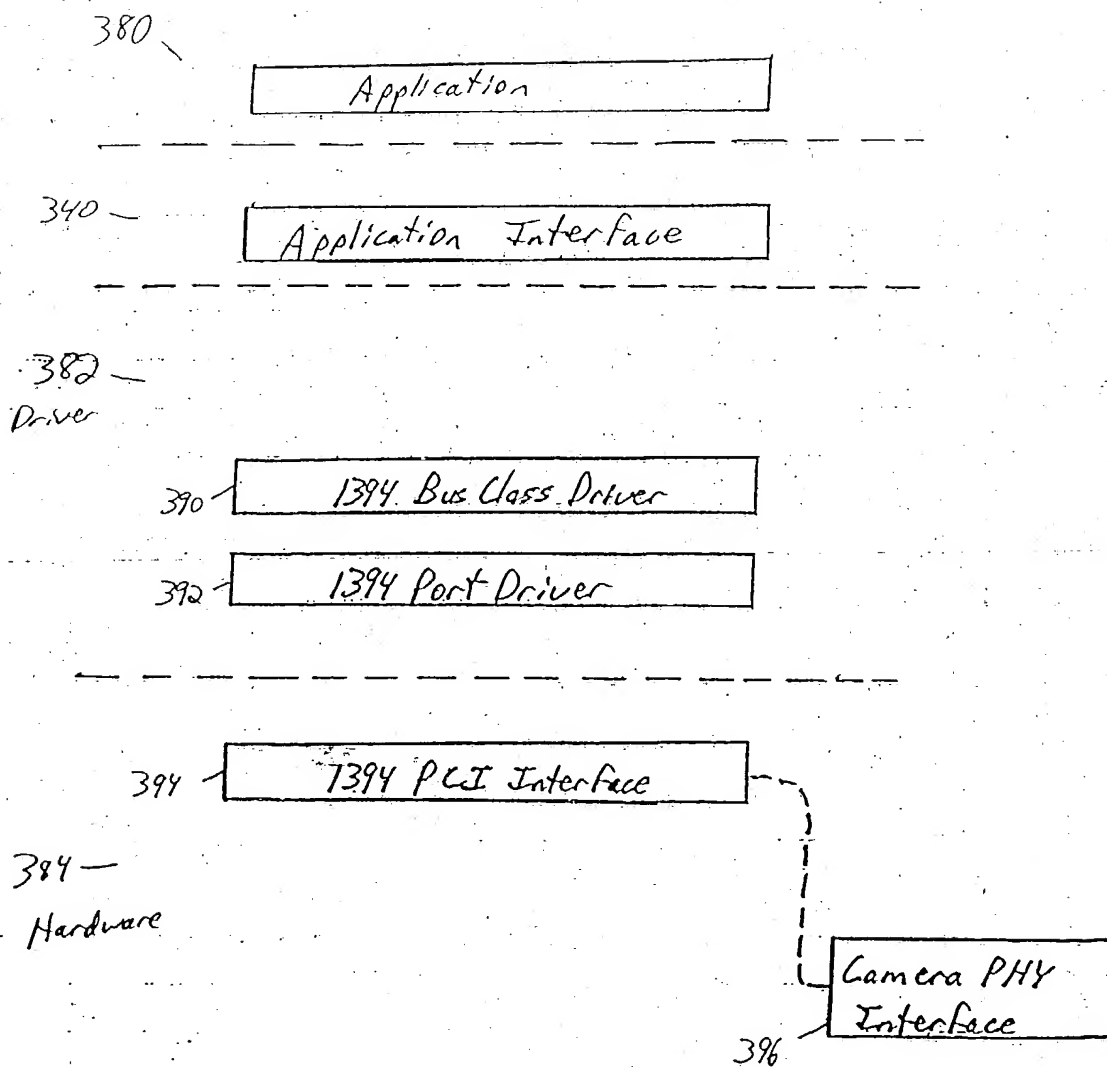 380
Application
340
Application Interface
382
Driver
390
1394 Bus Class Driver
392
1394 Port Driver
394
1394 PCI Interface
384
Hardware
Camera PHY
Interface
396